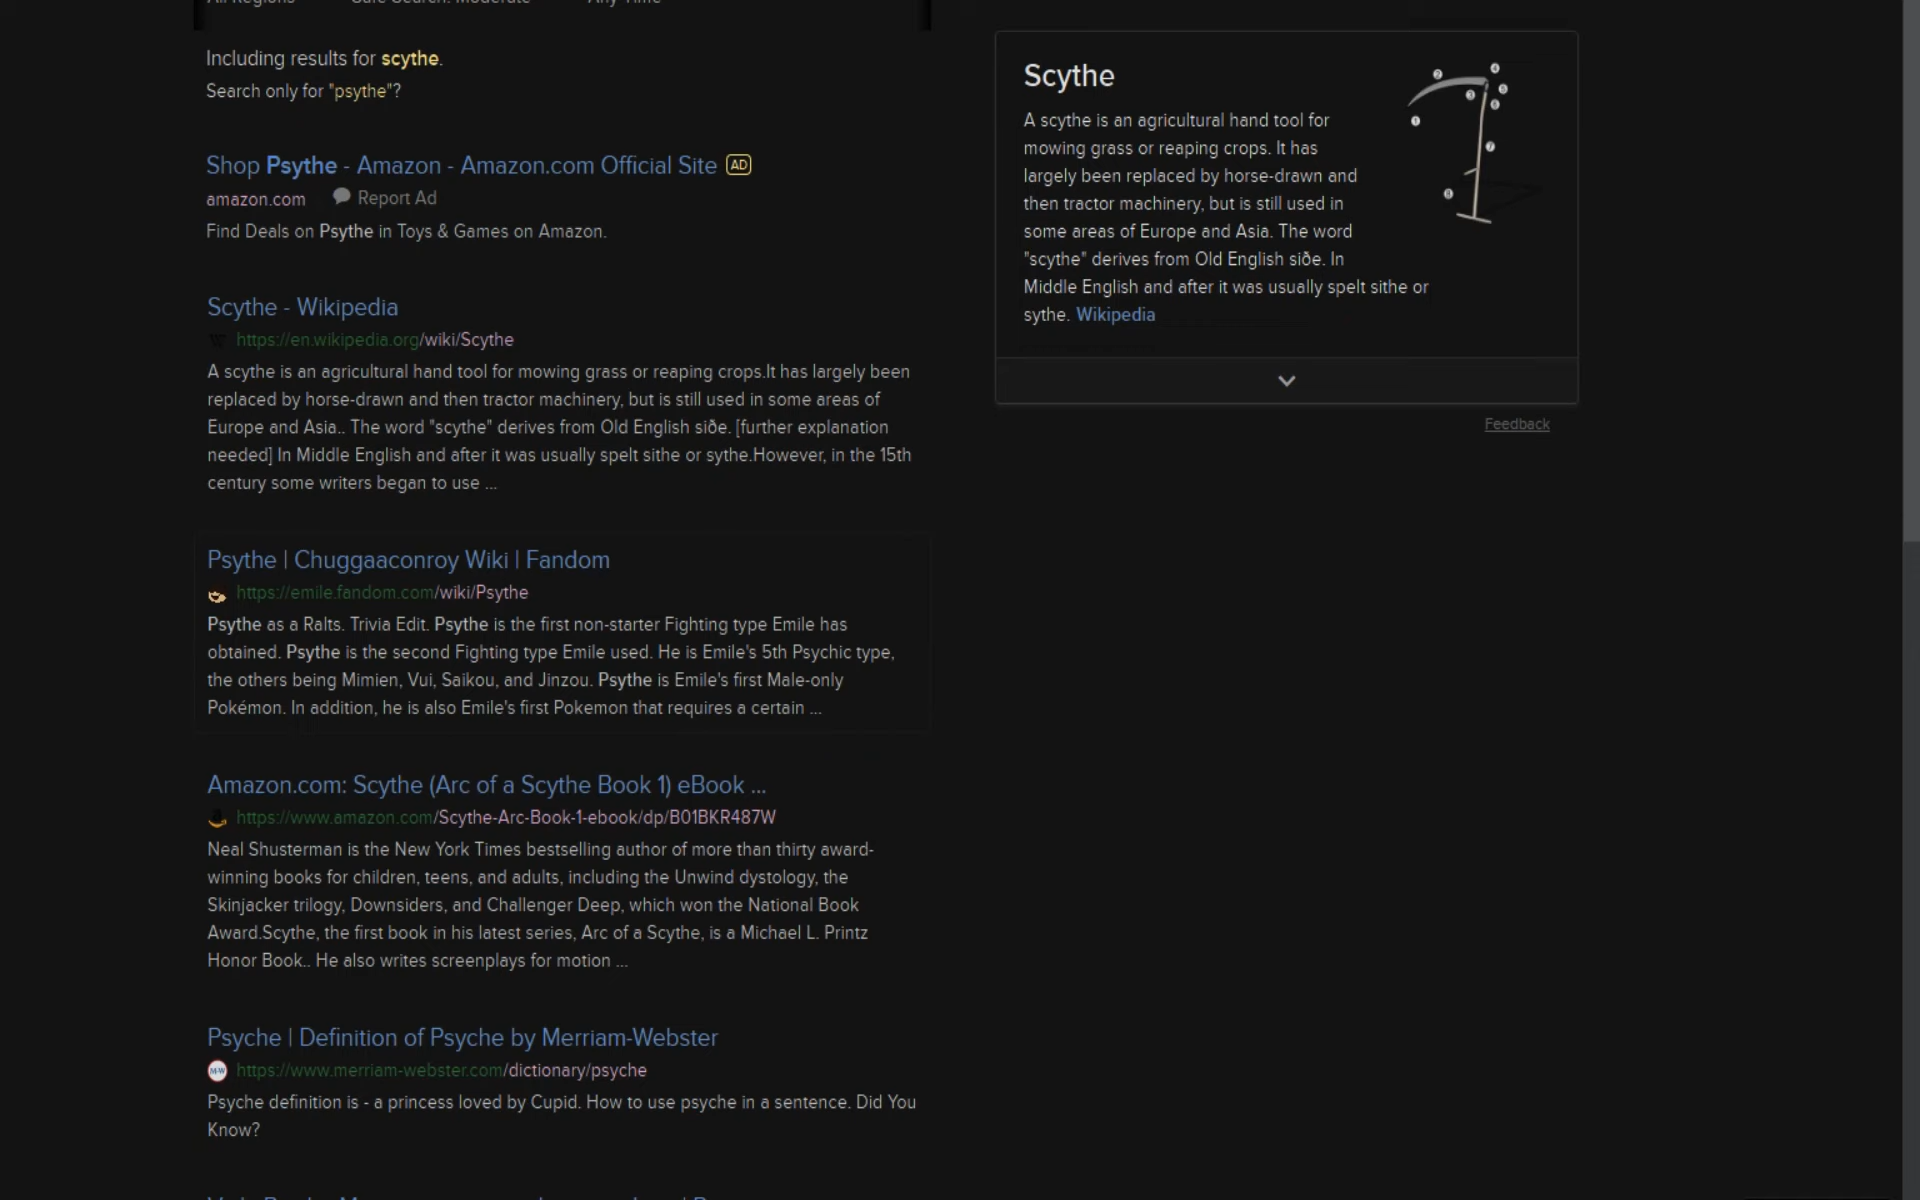 All Regions Safe Search: Moderate Any Time
Including results for scythe.
Search only for "psythe"?
Shop Psythe - Amazon - Amazon.com Official Site AD
amazon.com Report Ad
Find Deals on Psythe in Toys & Games on Amazon.
Scythe - Wikipedia
https://en.wikipedia.org/wiki/Scythe
A scythe is an agricultural hand tool for mowing grass or reaping crops.It has largely been
replaced by horse-drawn and then tractor machinery, but is still used in some areas of
Europe and Asia.. The word "scythe" derives from Old English siðe. [further explanation
needed] In Middle English and after it was usually spelt sithe or sythe.However, in the 15th
century some writers began to use ...
Psythe | Chuggaaconroy Wiki | Fandom
https://emile.fandom.com/wiki/Psythe
Psythe as a Ralts. Trivia Edit. Psythe is the first non-starter Fighting type Emile has
obtained. Psythe is the second Fighting type Emile used. He is Emile's 5th Psychic type,
the others being Mimien, Vui, Saikou, and Jinzou. Psythe is Emile's first Male-only
Pokémon. In addition, he is also Emile's first Pokemon that requires a certain ...
Amazon.com: Scythe (Arc of a Scythe Book 1) eBook ...
https://www.amazon.com/Scythe-Arc-Book-1-ebook/dp/B01BKR487W
Neal Shusterman is the New York Times bestselling author of more than thirty award-
winning books for children, teens, and adults, including the Unwind dystology, the
Skinjacker trilogy, Downsiders, and Challenger Deep, which won the National Book
Award.Scythe, the first book in his latest series, Arc of a Scythe, is a Michael L. Printz
Honor Book.. He also writes screenplays for motion ...
Psyche | Definition of Psyche by Merriam-Webster
M-W https://www.merriam-webster.com/dictionary/psyche
Psyche definition is - a princess loved by Cupid. How to use psyche in a sentence. Did You
Know?
Scythe
A scythe is an agricultural hand tool for
mowing grass or reaping crops. It has
largely been replaced by horse-drawn and
then tractor machinery, but is still used in
some areas of Europe and Asia. The word
"scythe" derives from Old English siðe. In
Middle English and after it was usually spelt sithe or
sythe. Wikipedia
Feedback